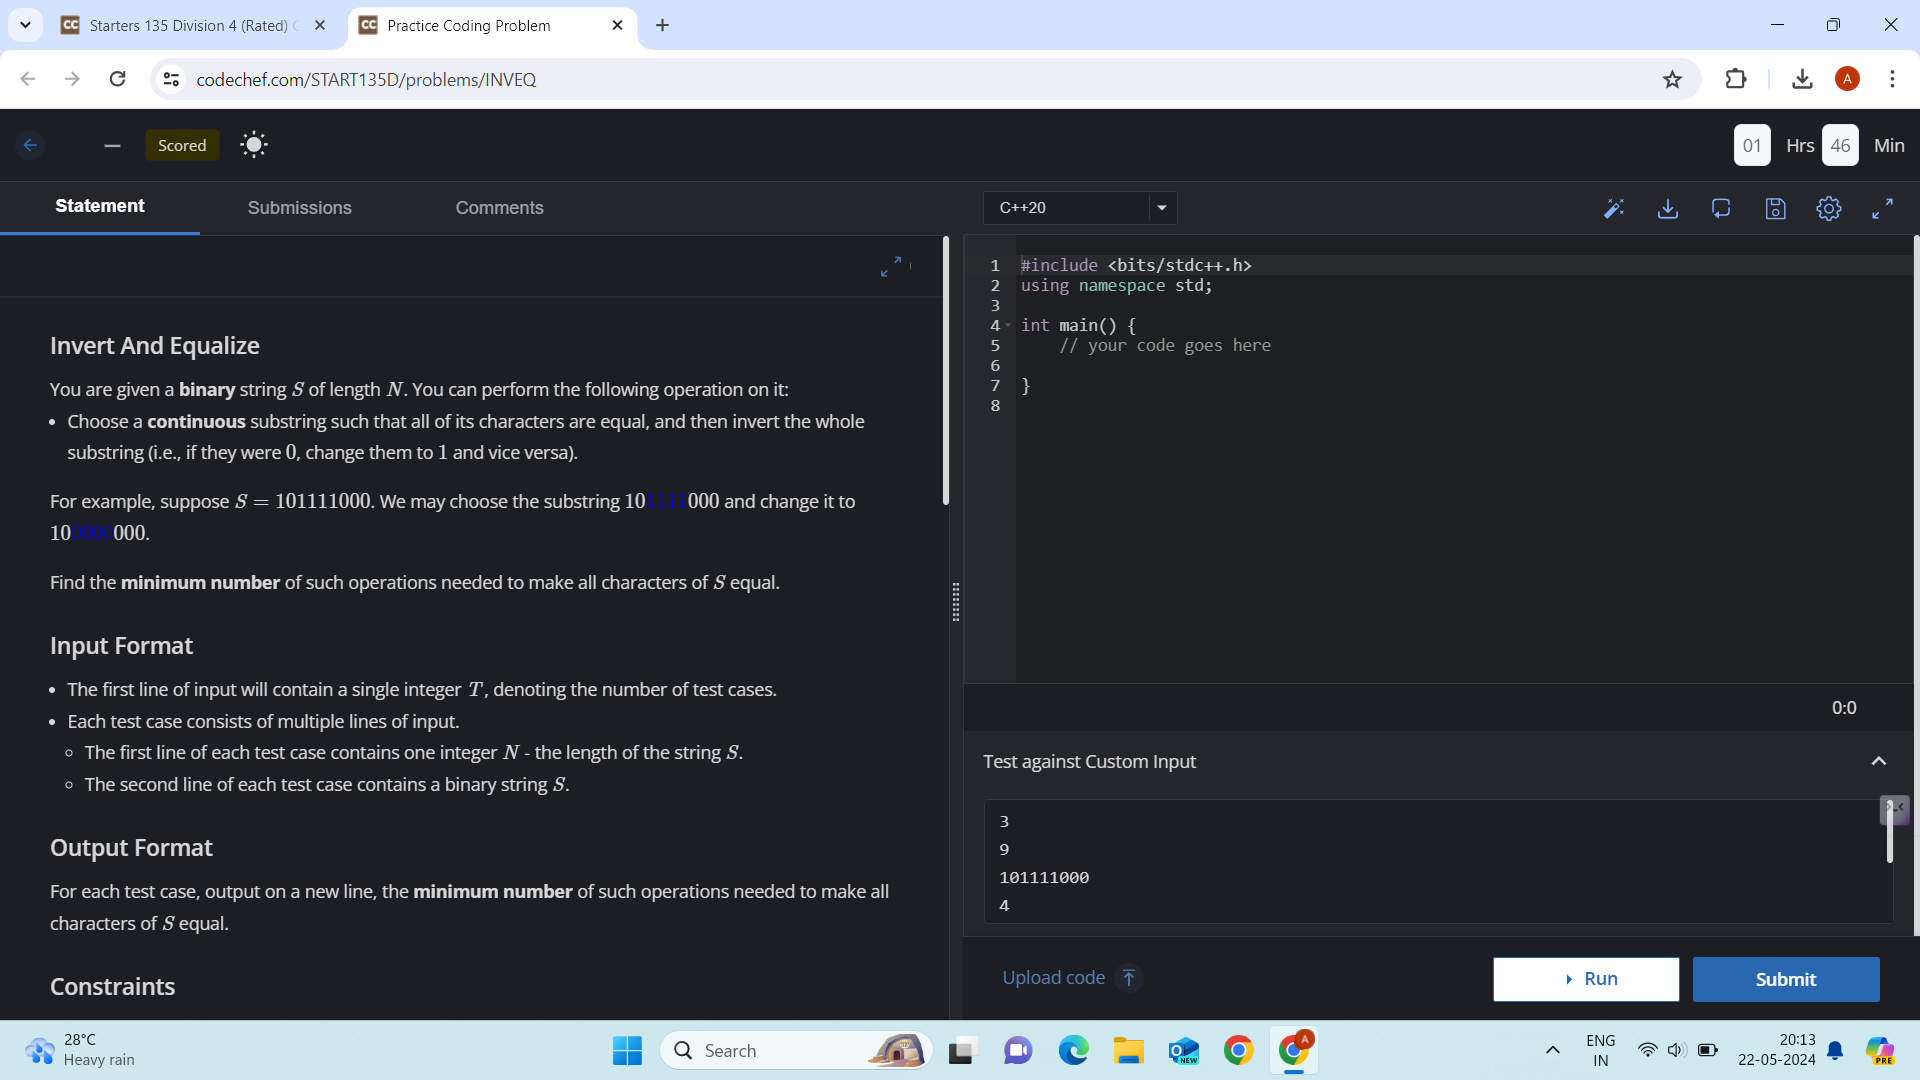 Starters 135 Division 4 (Rated)
Practice Coding Problem
codechef.com/START135D/problems/INVEQ
A
Scored
01 Hrs 46 Min
Statement
Submissions
Comments
C++20
Invert And Equalize
You are given a binary string S of length N. You can perform the following operation on it:
• Choose a continuous substring such that all of its characters are equal, and then invert the whole
substring (i.e., if they were 0, change them to 1 and vice versa).
For example, suppose S = 101111000. We may choose the substring 101111000 and change it to
100000000.
Find the minimum number of such operations needed to make all characters of S equal.
Input Format
• The first line of input will contain a single integer T, denoting the number of test cases.
• Each test case consists of multiple lines of input.
◦ The first line of each test case contains one integer N - the length of the string S.
◦ The second line of each test case contains a binary string S.
Output Format
For each test case, output on a new line, the minimum number of such operations needed to make all
characters of S equal.
Constraints
1 #include <bits/stdc++.h>
2 using namespace std;
3
4 int main() {
5 // your code goes here
6
7 }
8
0:0
Test against Custom Input
3
9
101111000
4
Upload code
Run
Submit
28°C
Heavy rain
Search
NEW
A
ENG
IN
20:13
22-05-2024
PRE